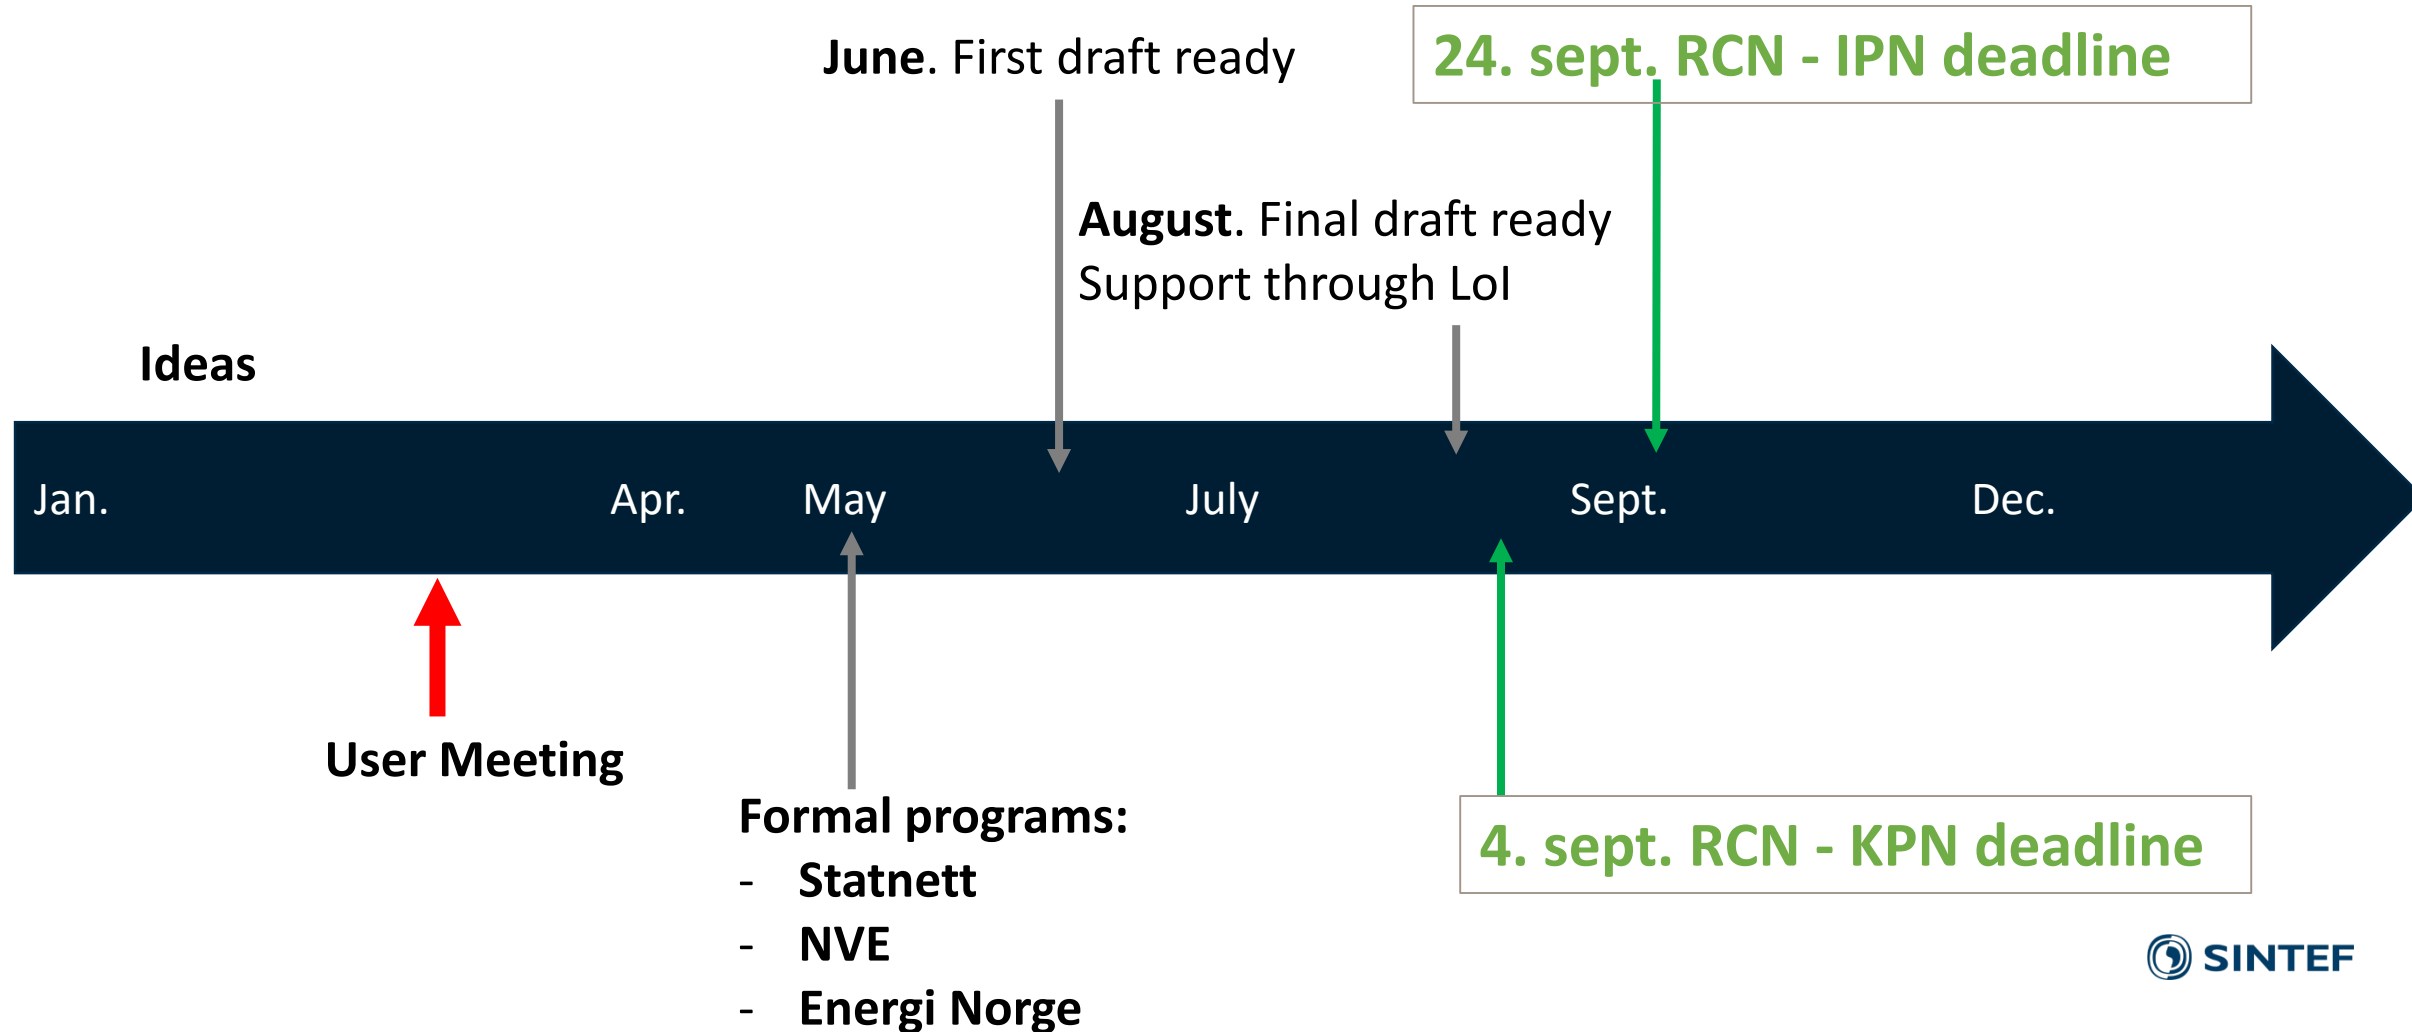 June. First draft ready
24. sept. RCN - IPN deadline
August. Final draft ready
Support through LoI
Ideas
Jan.
Apr.
May
July
Sept.
Dec.
User Meeting
Formal programs:
- Statnett
- NVE
- Energi Norge
4. sept. RCN - KPN deadline
SINTEF